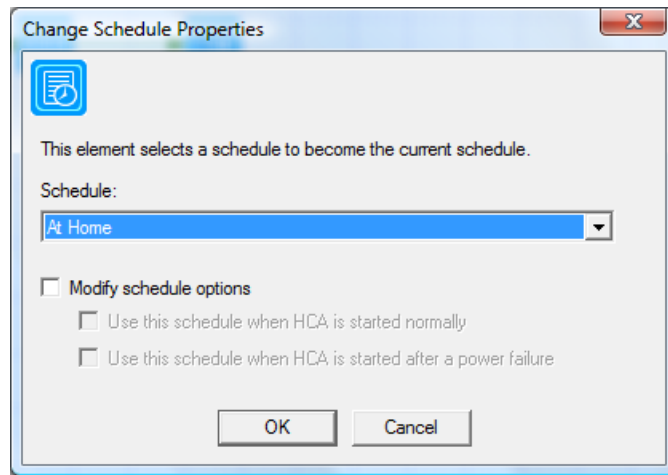 Change Schedule Properties
This element selects a schedule to become the current schedule.
Schedule:
At Home
Modify schedule options
Use this schedule when HCA is started normally
Use this schedule when HCA is started after a power failure
OK
Cancel